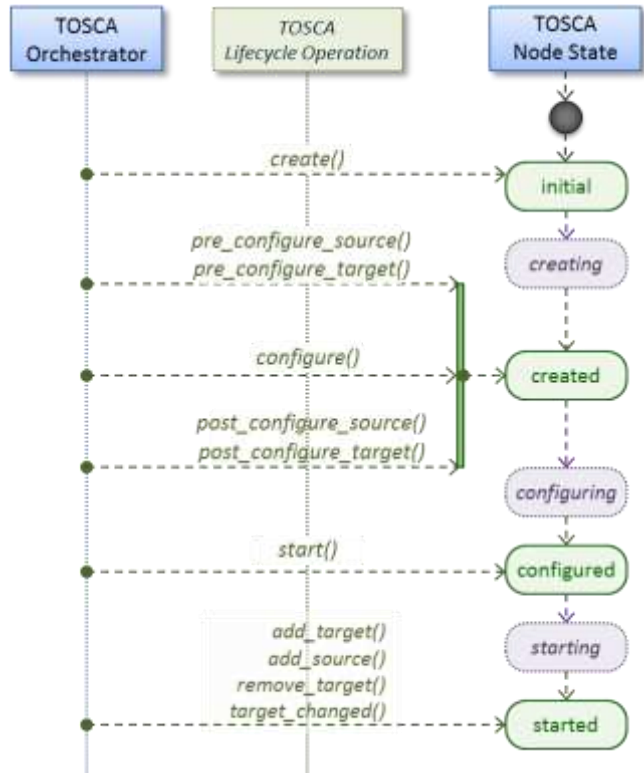 TOSCA
Orchestrator
TOSCA
Lifecycle Operation
TOSCA
Node State
create()
initial
pre_configure_source()
pre_configure_target()
creating
configure()
created
post_configure_source()
post_configure_target()
configuring
start()
configured
add_target()
add_source()
remove_target()
target_changed()
starting
started